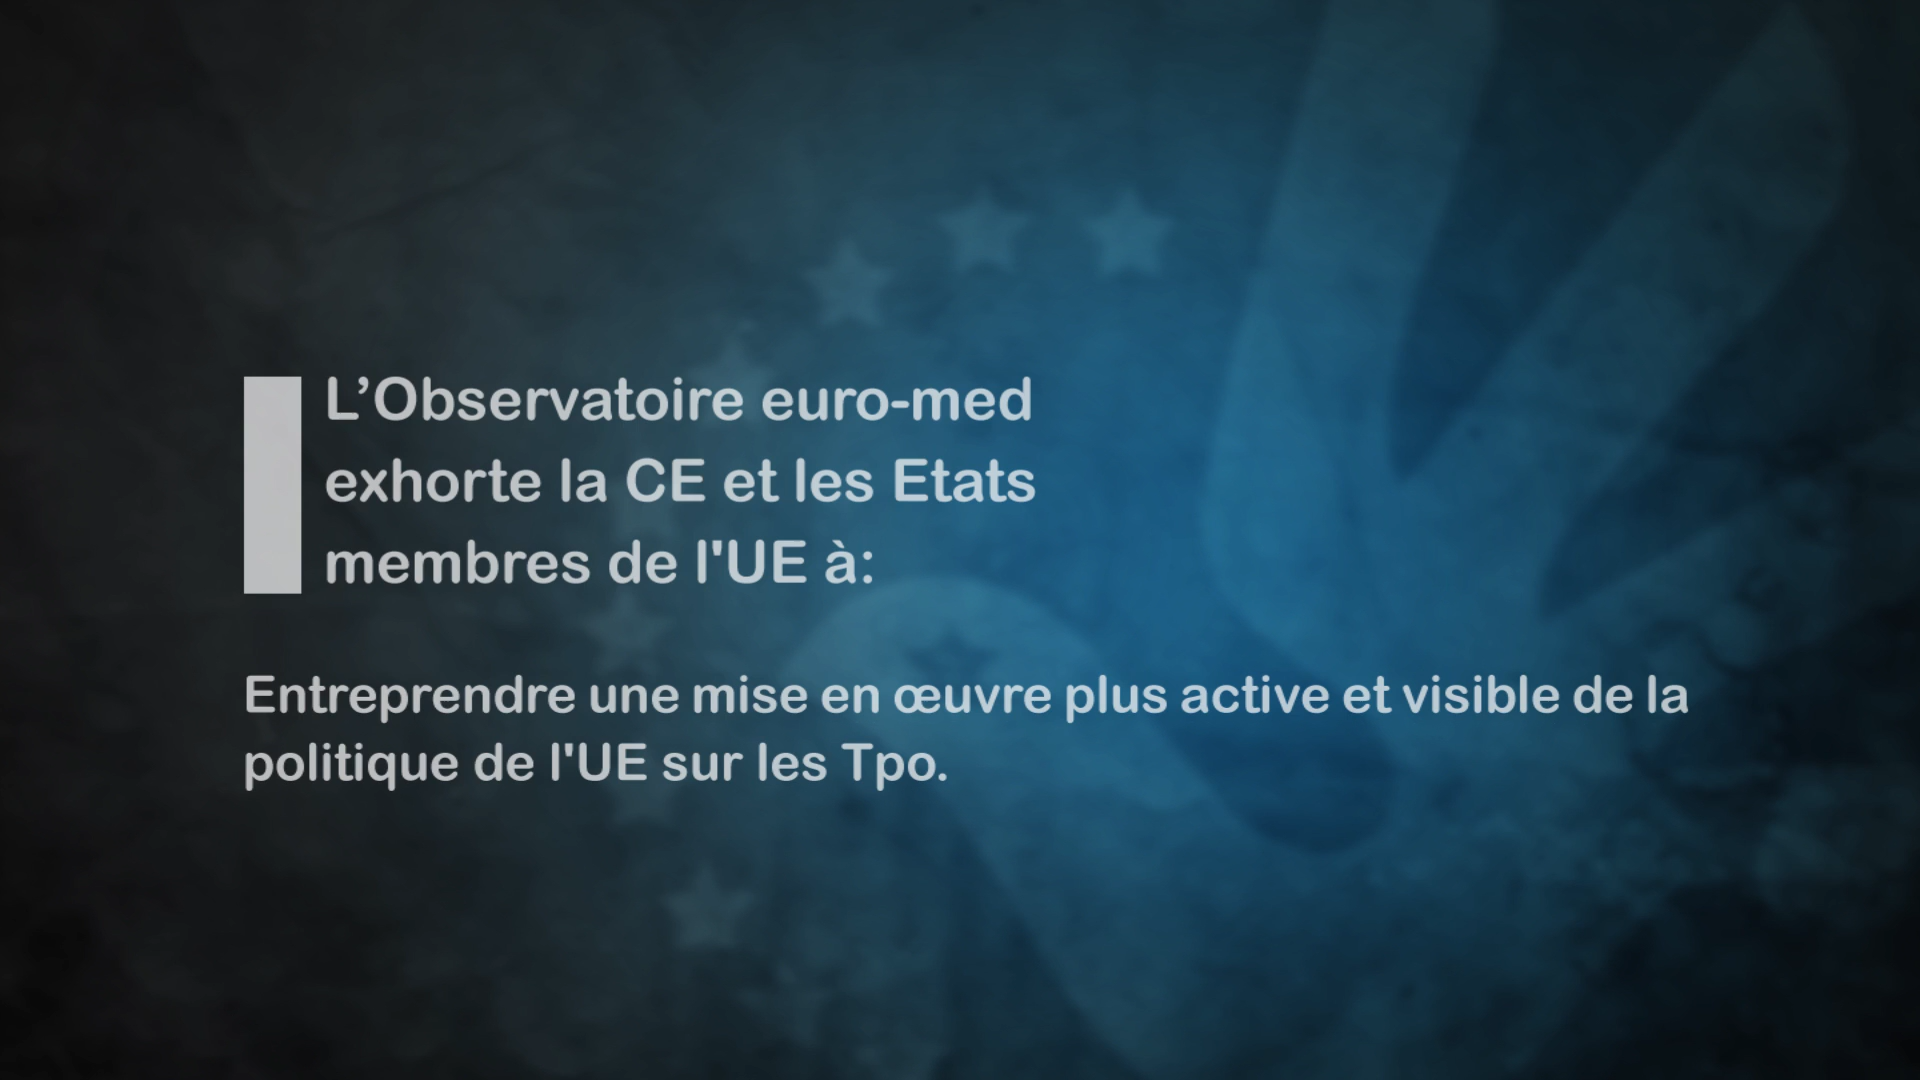 L’Observatoire euro-med
exhorte la CE et les Etats
membres de l'UE à:
Entreprendre une mise en œuvre plus active et visible de la
politique de l'UE sur les Tpo.